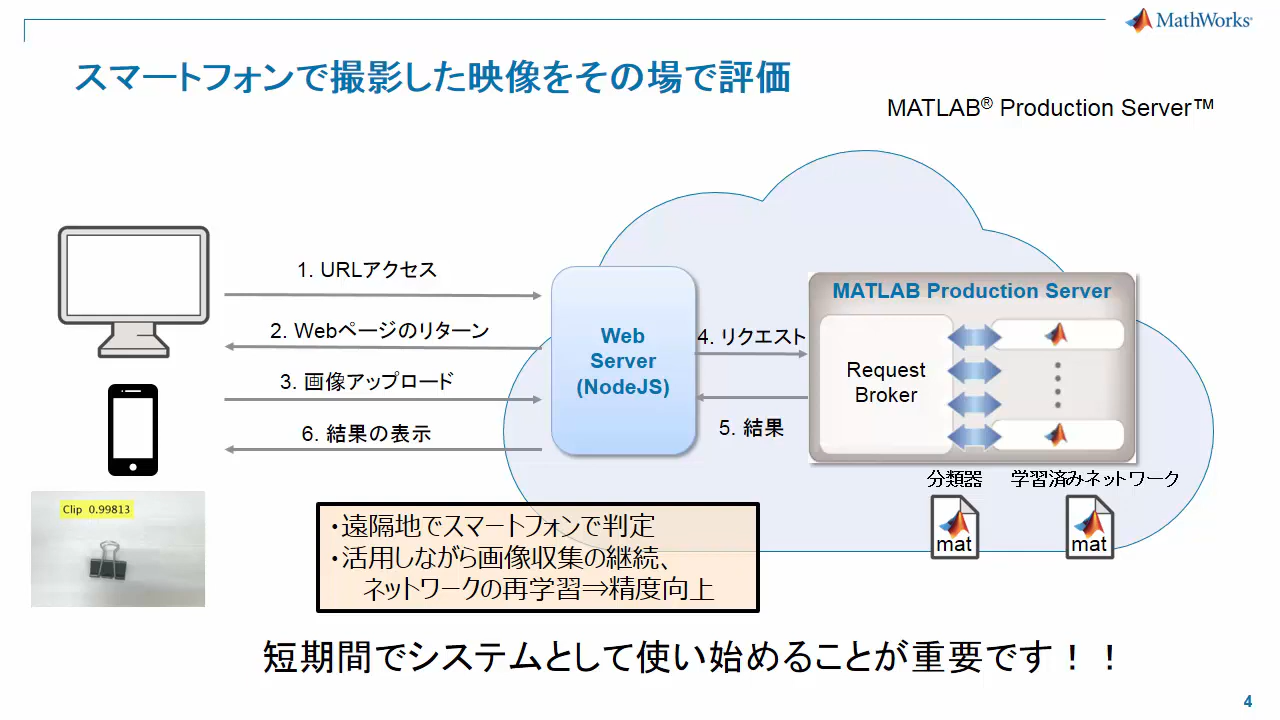 MathWorks®
スマートフォンで撮影した映像をその場で評価
MATLAB® Production Server™
1. URLアクセス
2. Webページのリターン
3. 画像アップロード
6. 結果の表示
Web
Server
(NodeJS)
4. リクエスト
5. 結果
MATLAB Production Server
Request
Broker
分類器
学習済みネットワーク
mat
mat
Clip 0.99813
・遠隔地でスマートフォンで判定
・活用しながら画像収集の継続、
ネットワークの再学習⇒精度向上
短期間でシステムとして使い始めることが重要です！！
4